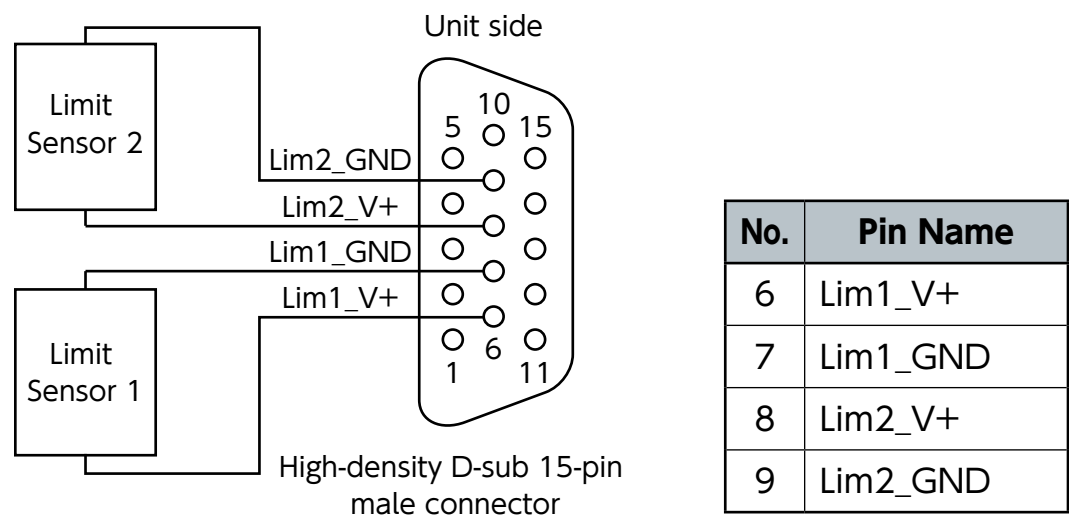 Unit side
Limit
Sensor 2
10
5
15
Lim2_GND
Lim2_V+
Lim1_GND
Lim1_V+
Limit
Sensor 1
6
1
11
High-density D-sub 15-pin
male connector
No. Pin Name
6 Lim1_V+
7 Lim1_GND
8 Lim2_V+
9 Lim2_GND